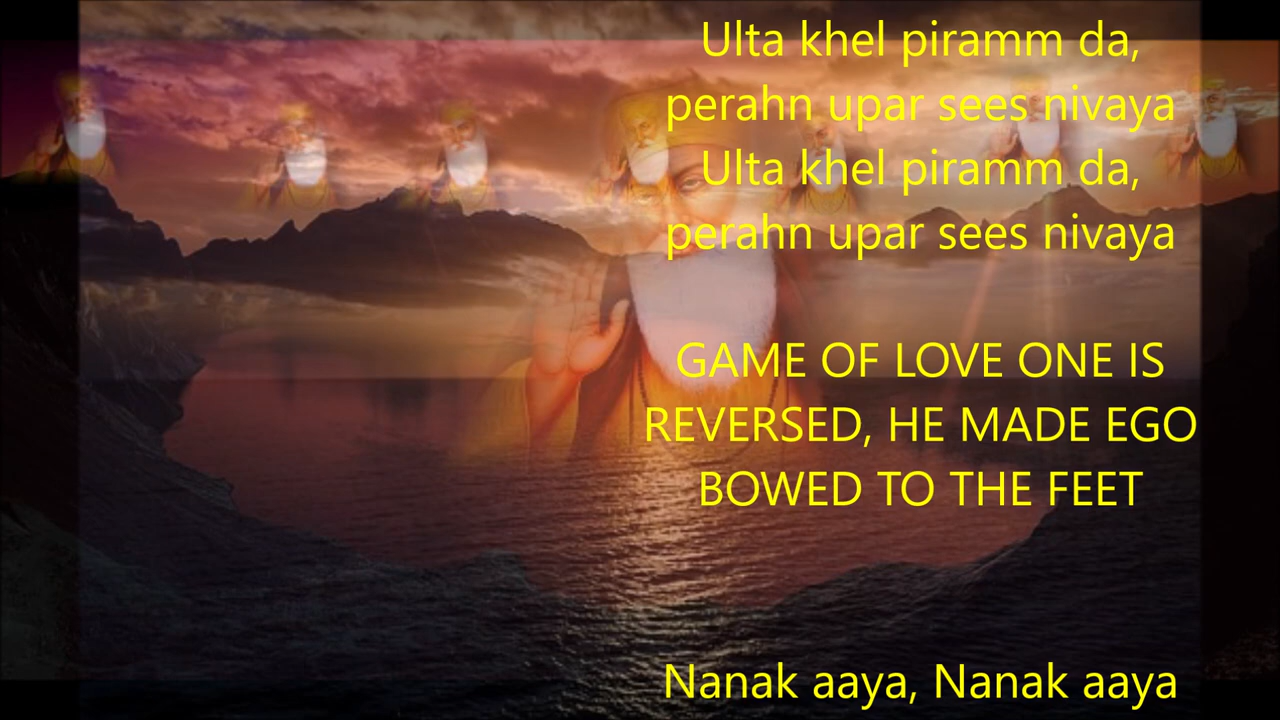 Ulta khel piramm da,
perahn upar sees nivaya
Ulta khel piramm da,
perahn upar sees nivaya
GAME OF LOVE ONE IS
REVERSED, HE MADE EGO
BOWED TO THE FEET
Nanak aaya, Nanak aaya